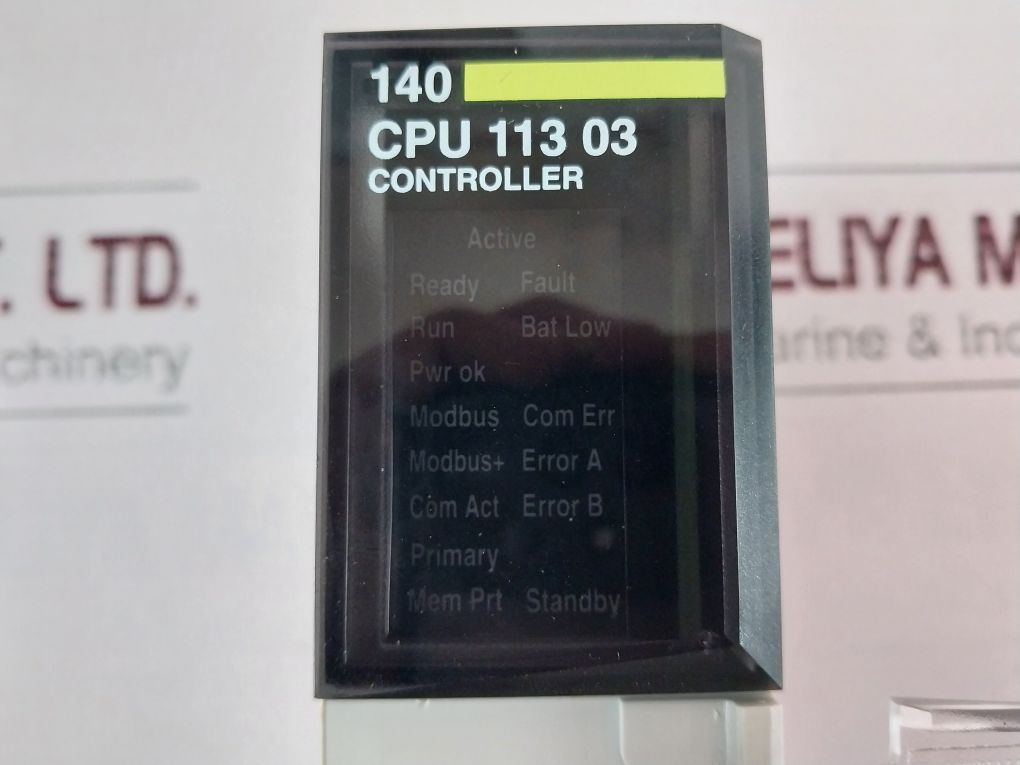 140
CPU 113 03
CONTROLLER
Active
Ready Fault
Run Bat Low
Pwr ok
Modbus Com Err
Modbus+ Error A
Com Act Error B
Primary
Mem Prt Standby
. LTD.
chinery
ELIYA M
arine & Ind